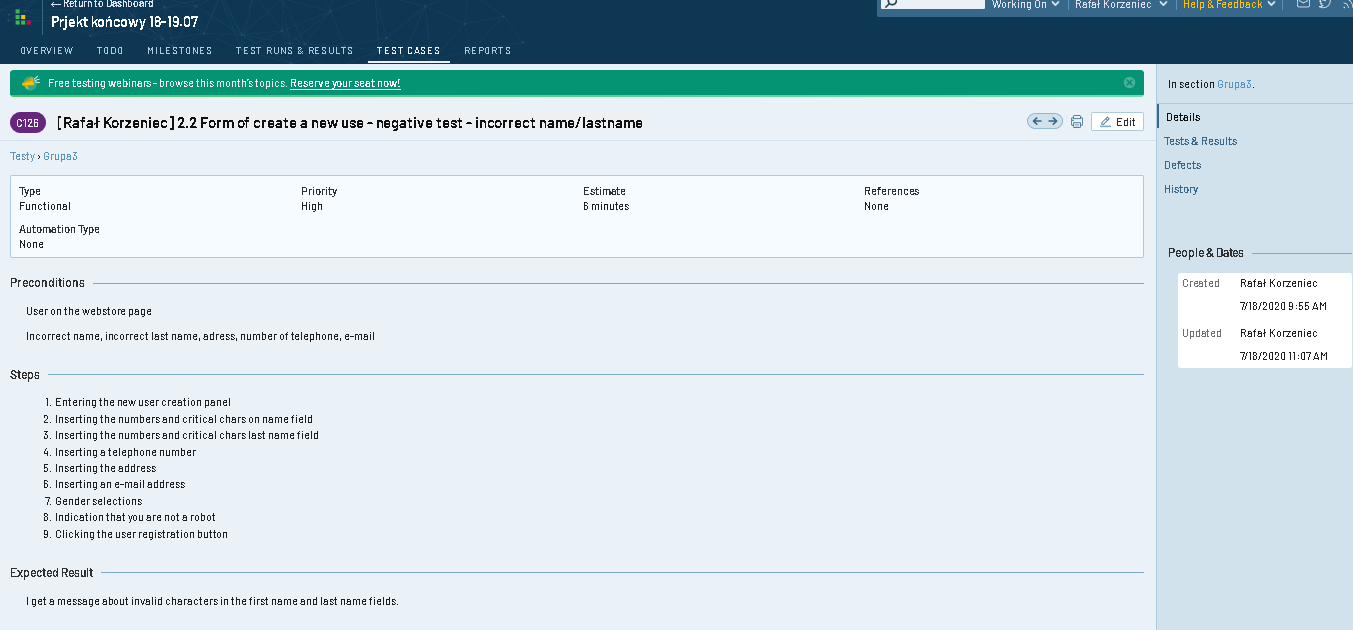 ← Return to Dashboard
Prjekt końcowy 18-19.07
Working On
Rafał Korzeniec
Help & Feedback
OVERVIEW TODO MILESTONES TEST RUNS & RESULTS TEST CASES REPORTS
Free testing webinars - browse this month's topics. Reserve your seat now!
C126 [Rafał Korzeniec] 2.2 Form of create a new use - negative test - incorrect name/lastname
Edit
Testy › Grupa3
Type Priority Estimate References
Functional High 6 minutes None
Automation Type
None
Preconditions
User on the webstore page
Incorrect name, incorrect last name, adress, number of telephone, e-mail
Steps
1. Entering the new user creation panel
2. Inserting the numbers and critical chars on name field
3. Inserting the numbers and critical chars last name field
4. Inserting a telephone number
5. Inserting the address
6. Inserting an e-mail address
7. Gender selections
8. Indication that you are not a robot
9. Clicking the user registration button
Expected Result
I get a message about invalid characters in the first name and last name fields.
In section Grupa3.
Details
Tests & Results
Defects
History
People & Dates
Created Rafał Korzeniec
7/18/2020 9:55 AM
Updated Rafał Korzeniec
7/18/2020 11:07 AM